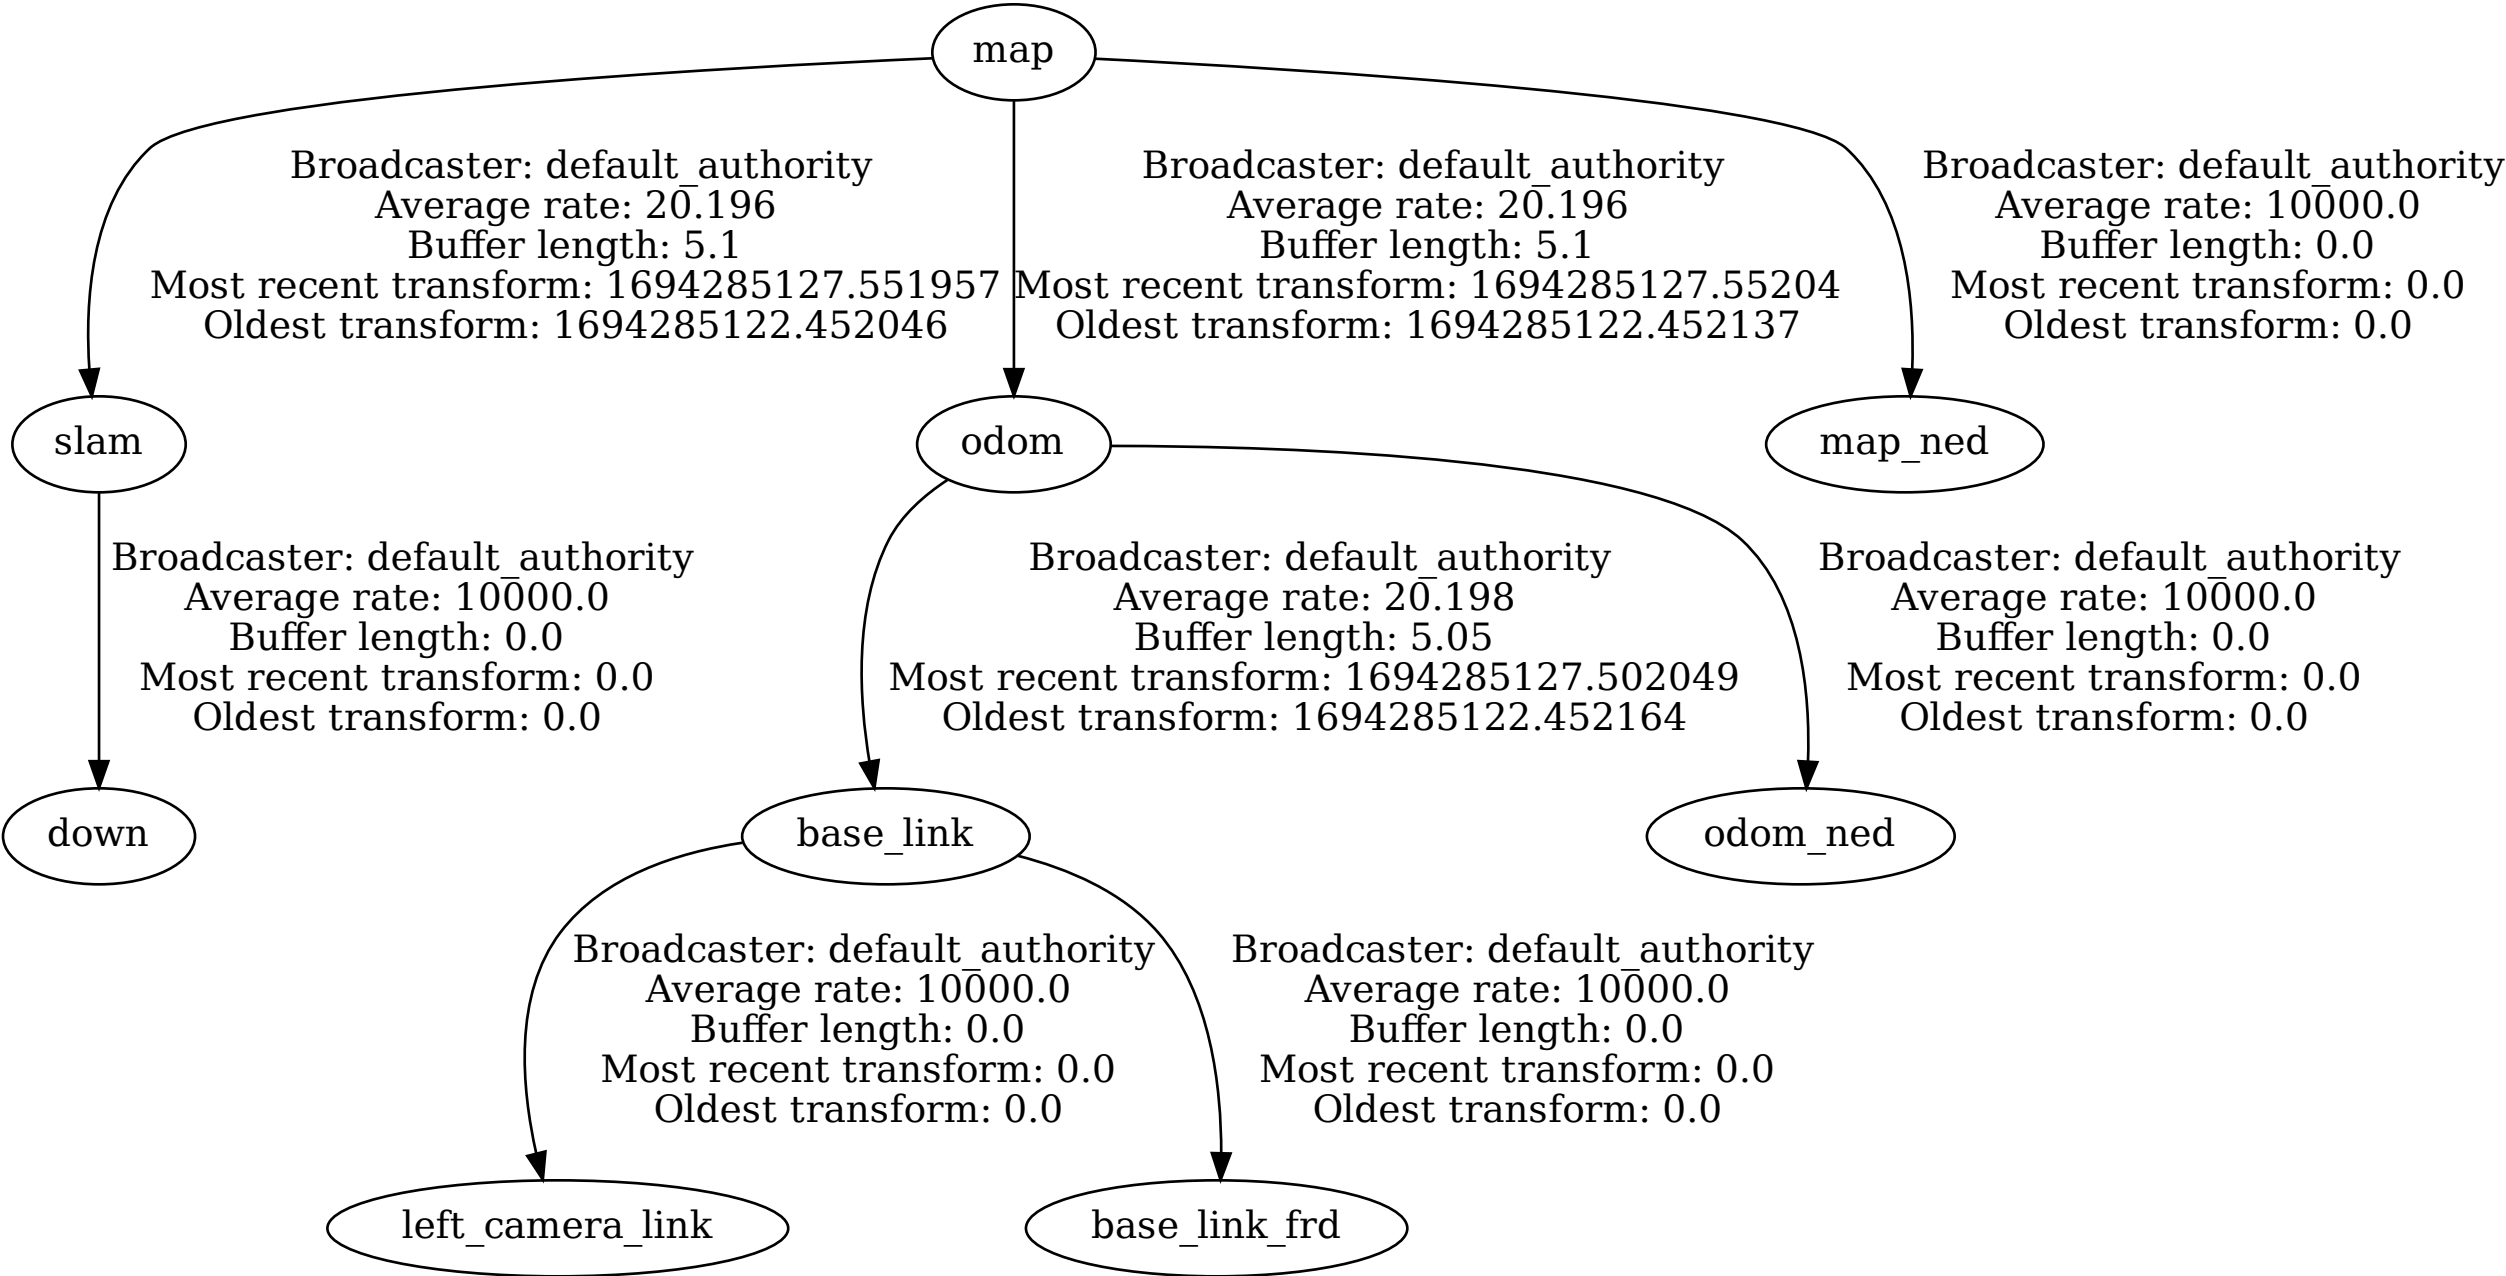 map
Broadcaster: default_authority
Average rate: 20.196
Buffer length: 5.1
Most recent transform: 1694285127.551957
Oldest transform: 1694285122.452046
Broadcaster: default_authority
Average rate: 20.196
Buffer length: 5.1
Most recent transform: 1694285127.55204
Oldest transform: 1694285122.452137
Broadcaster: default_authority
Average rate: 10000.0
Buffer length: 0.0
Most recent transform: 0.0
Oldest transform: 0.0
slam
odom
map_ned
Broadcaster: default_authority
Average rate: 10000.0
Buffer length: 0.0
Most recent transform: 0.0
Oldest transform: 0.0
Broadcaster: default_authority
Average rate: 20.198
Buffer length: 5.05
Most recent transform: 1694285127.502049
Oldest transform: 1694285122.452164
Broadcaster: default_authority
Average rate: 10000.0
Buffer length: 0.0
Most recent transform: 0.0
Oldest transform: 0.0
down
base_link
odom_ned
Broadcaster: default_authority
Average rate: 10000.0
Buffer length: 0.0
Most recent transform: 0.0
Oldest transform: 0.0
Broadcaster: default_authority
Average rate: 10000.0
Buffer length: 0.0
Most recent transform: 0.0
Oldest transform: 0.0
left_camera_link
base_link_frd